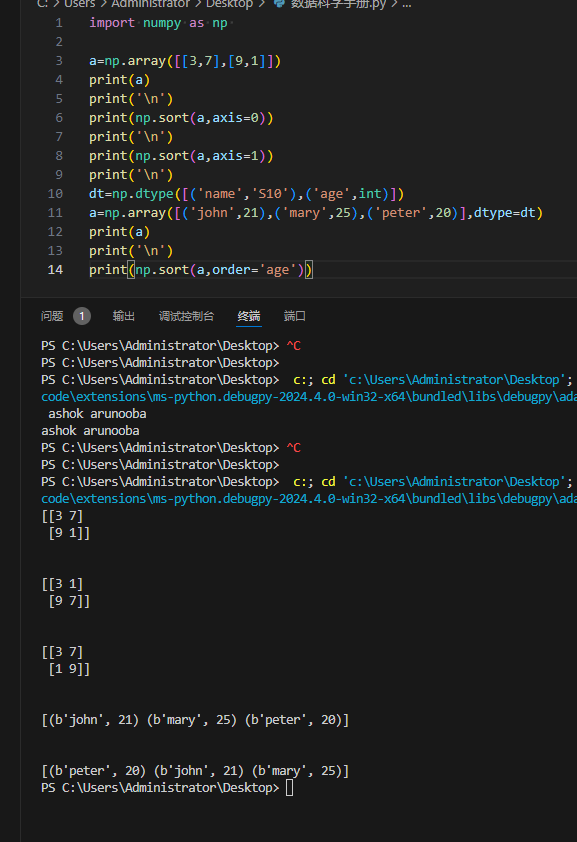 C: > Users > Administrator > Desktop > 数据科学手册.py > ...
1 import numpy as np
2
3 a=np.array([[3,7],[9,1]])
4 print(a)
5 print('\n')
6 print(np.sort(a,axis=0))
7 print('\n')
8 print(np.sort(a,axis=1))
9 print('\n')
10 dt=np.dtype([('name','S10'),('age',int)])
11 a=np.array([('john',21),('mary',25),('peter',20)],dtype=dt)
12 print(a)
13 print('\n')
14 print(np.sort(a,order='age'))
问题 1 输出 调试控制台 终端 端口
PS C:\Users\Administrator\Desktop> ^C
PS C:\Users\Administrator\Desktop>
PS C:\Users\Administrator\Desktop> c:; cd 'c:\Users\Administrator\Desktop';
code\extensions\ms-python.debugpy-2024.4.0-win32-x64\bundled\libs\debugpy\ada
ashok arunooba
ashok arunooba
PS C:\Users\Administrator\Desktop> ^C
PS C:\Users\Administrator\Desktop>
PS C:\Users\Administrator\Desktop> c:; cd 'c:\Users\Administrator\Desktop';
code\extensions\ms-python.debugpy-2024.4.0-win32-x64\bundled\libs\debugpy\ada
[[3 7]
[9 1]]
[[3 1]
[9 7]]
[[3 7]
[1 9]]
[(b'john', 21) (b'mary', 25) (b'peter', 20)]
[(b'peter', 20) (b'john', 21) (b'mary', 25)]
PS C:\Users\Administrator\Desktop>